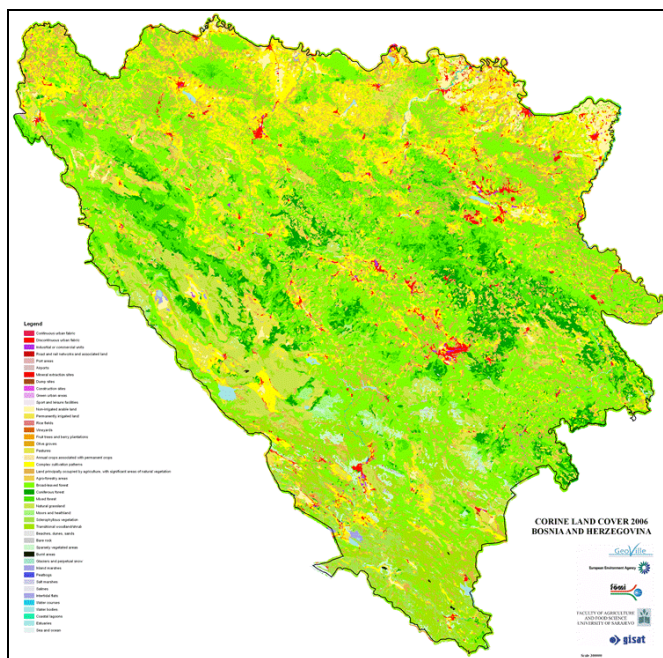 Legend
Continuous urban fabric
Discontinuous urban fabric
Industrial or commercial units
Road and rail networks and associated land
Port areas
Airports
Mineral extraction sites
Dump sites
Construction sites
Green urban areas
Sport and leisure facilities
Non-irrigated arable land
Permanently irrigated land
Rice fields
Vineyards
Fruit trees and berry plantations
Olive groves
Pastures
Annual crops associated with permanent crops
Complex cultivation patterns
Land principally occupied by agriculture, with significant areas of natural vegetation
Agro-forestry areas
Broad-leaved forest
Coniferous forest
Mixed forest
Natural grassland
Moors and heathland
Sclerophyllous vegetation
Transitional woodland/shrub
Beaches, dunes, sands
Bare rock
Sparsely vegetated areas
Burnt areas
Glaciers and perpetual snow
Inland marshes
Peatbogs
Salt marshes
Salines
Intertidal flats
Water courses
Water bodies
Coastal lagoons
Estuaries
Sea and ocean
CORINE LAND COVER 2006
BOSNIA AND HERZEGOVINA
GeoVille
European Environment Agency
FACULTY OF AGRICULTURE
AND FOOD SCIENCE
UNIVERSITY OF SARAJEVO
gisat